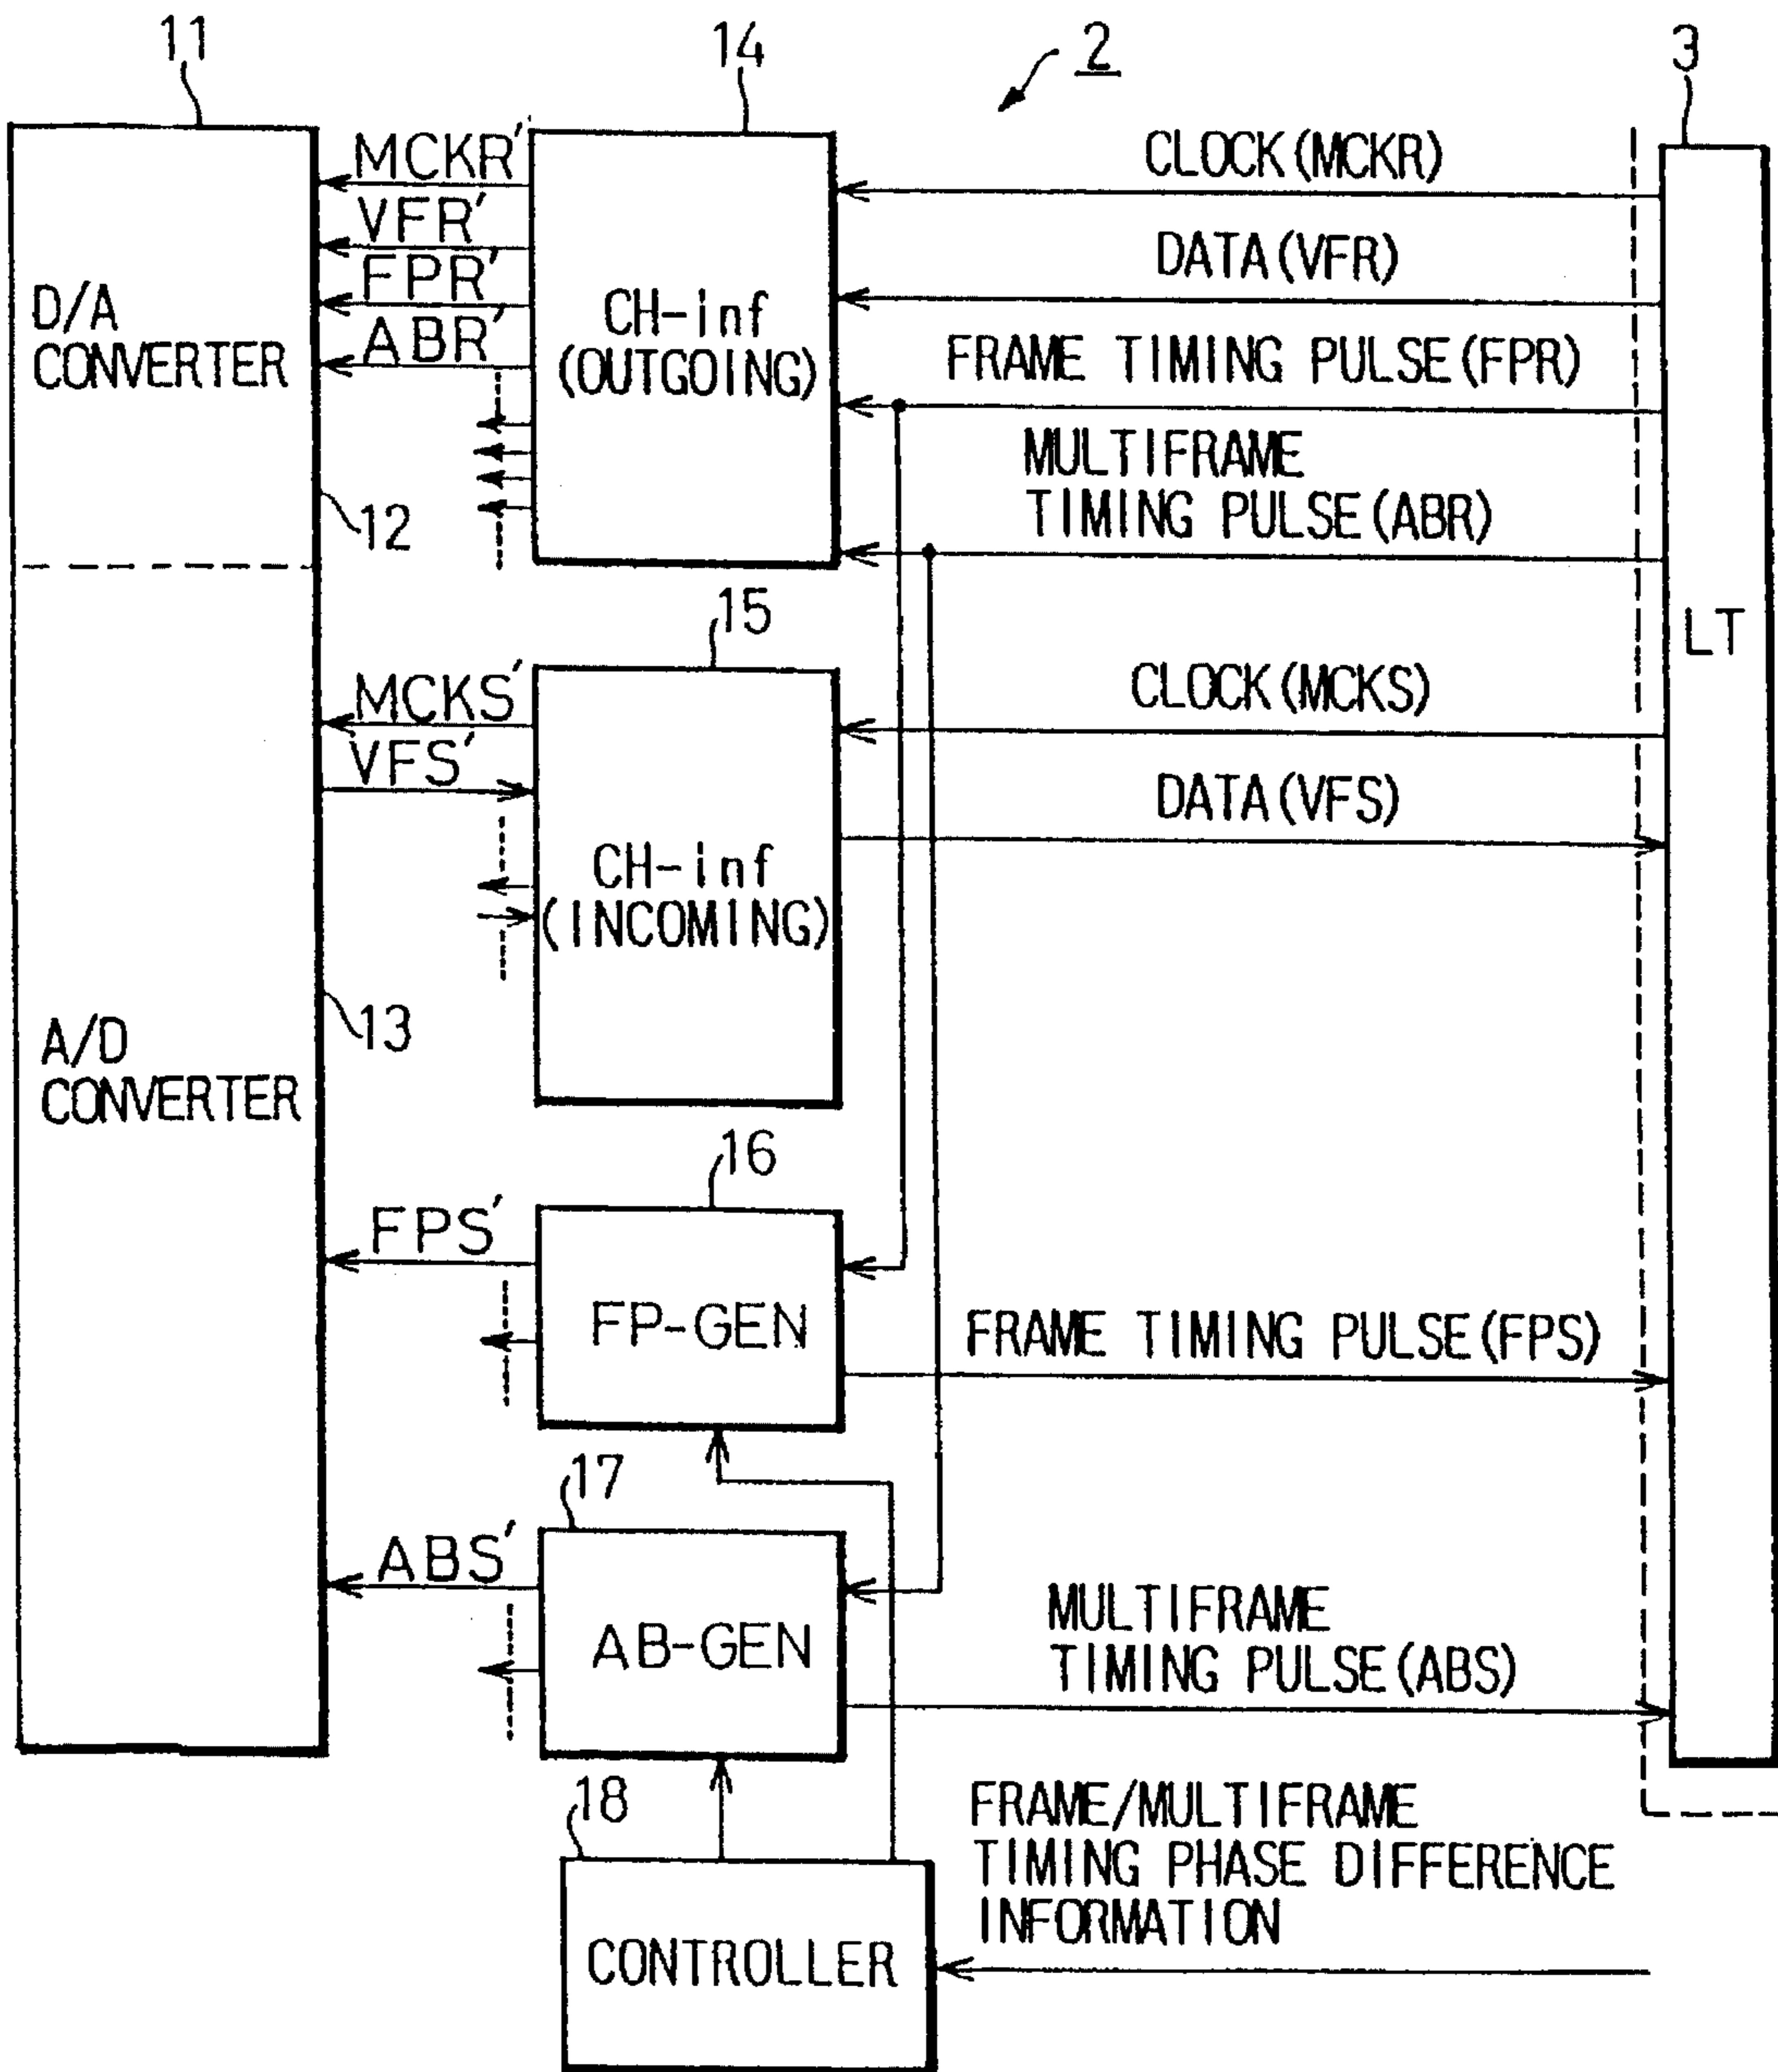 11
14
2
3
MCKR′
VFR′
FPR′
ABR′
D/A
CONVERTER
CH-inf
(OUTGOING)
CLOCK(MCKR)
DATA(VFR)
FRAME TIMING PULSE(FPR)
MULTIFRAME
TIMING PULSE(ABR)
12
LT
15
MCKS′
VFS′
CH-inf
(INCOMING)
CLOCK(MCKS)
DATA(VFS)
13
A/D
CONVERTER
16
FPS′
FP-GEN
FRAME TIMING PULSE(FPS)
17
ABS′
AB-GEN
MULTIFRAME
TIMING PULSE(ABS)
18
CONTROLLER
FRAME/MULTIFRAME
TIMING PHASE DIFFERENCE
INFORMATION